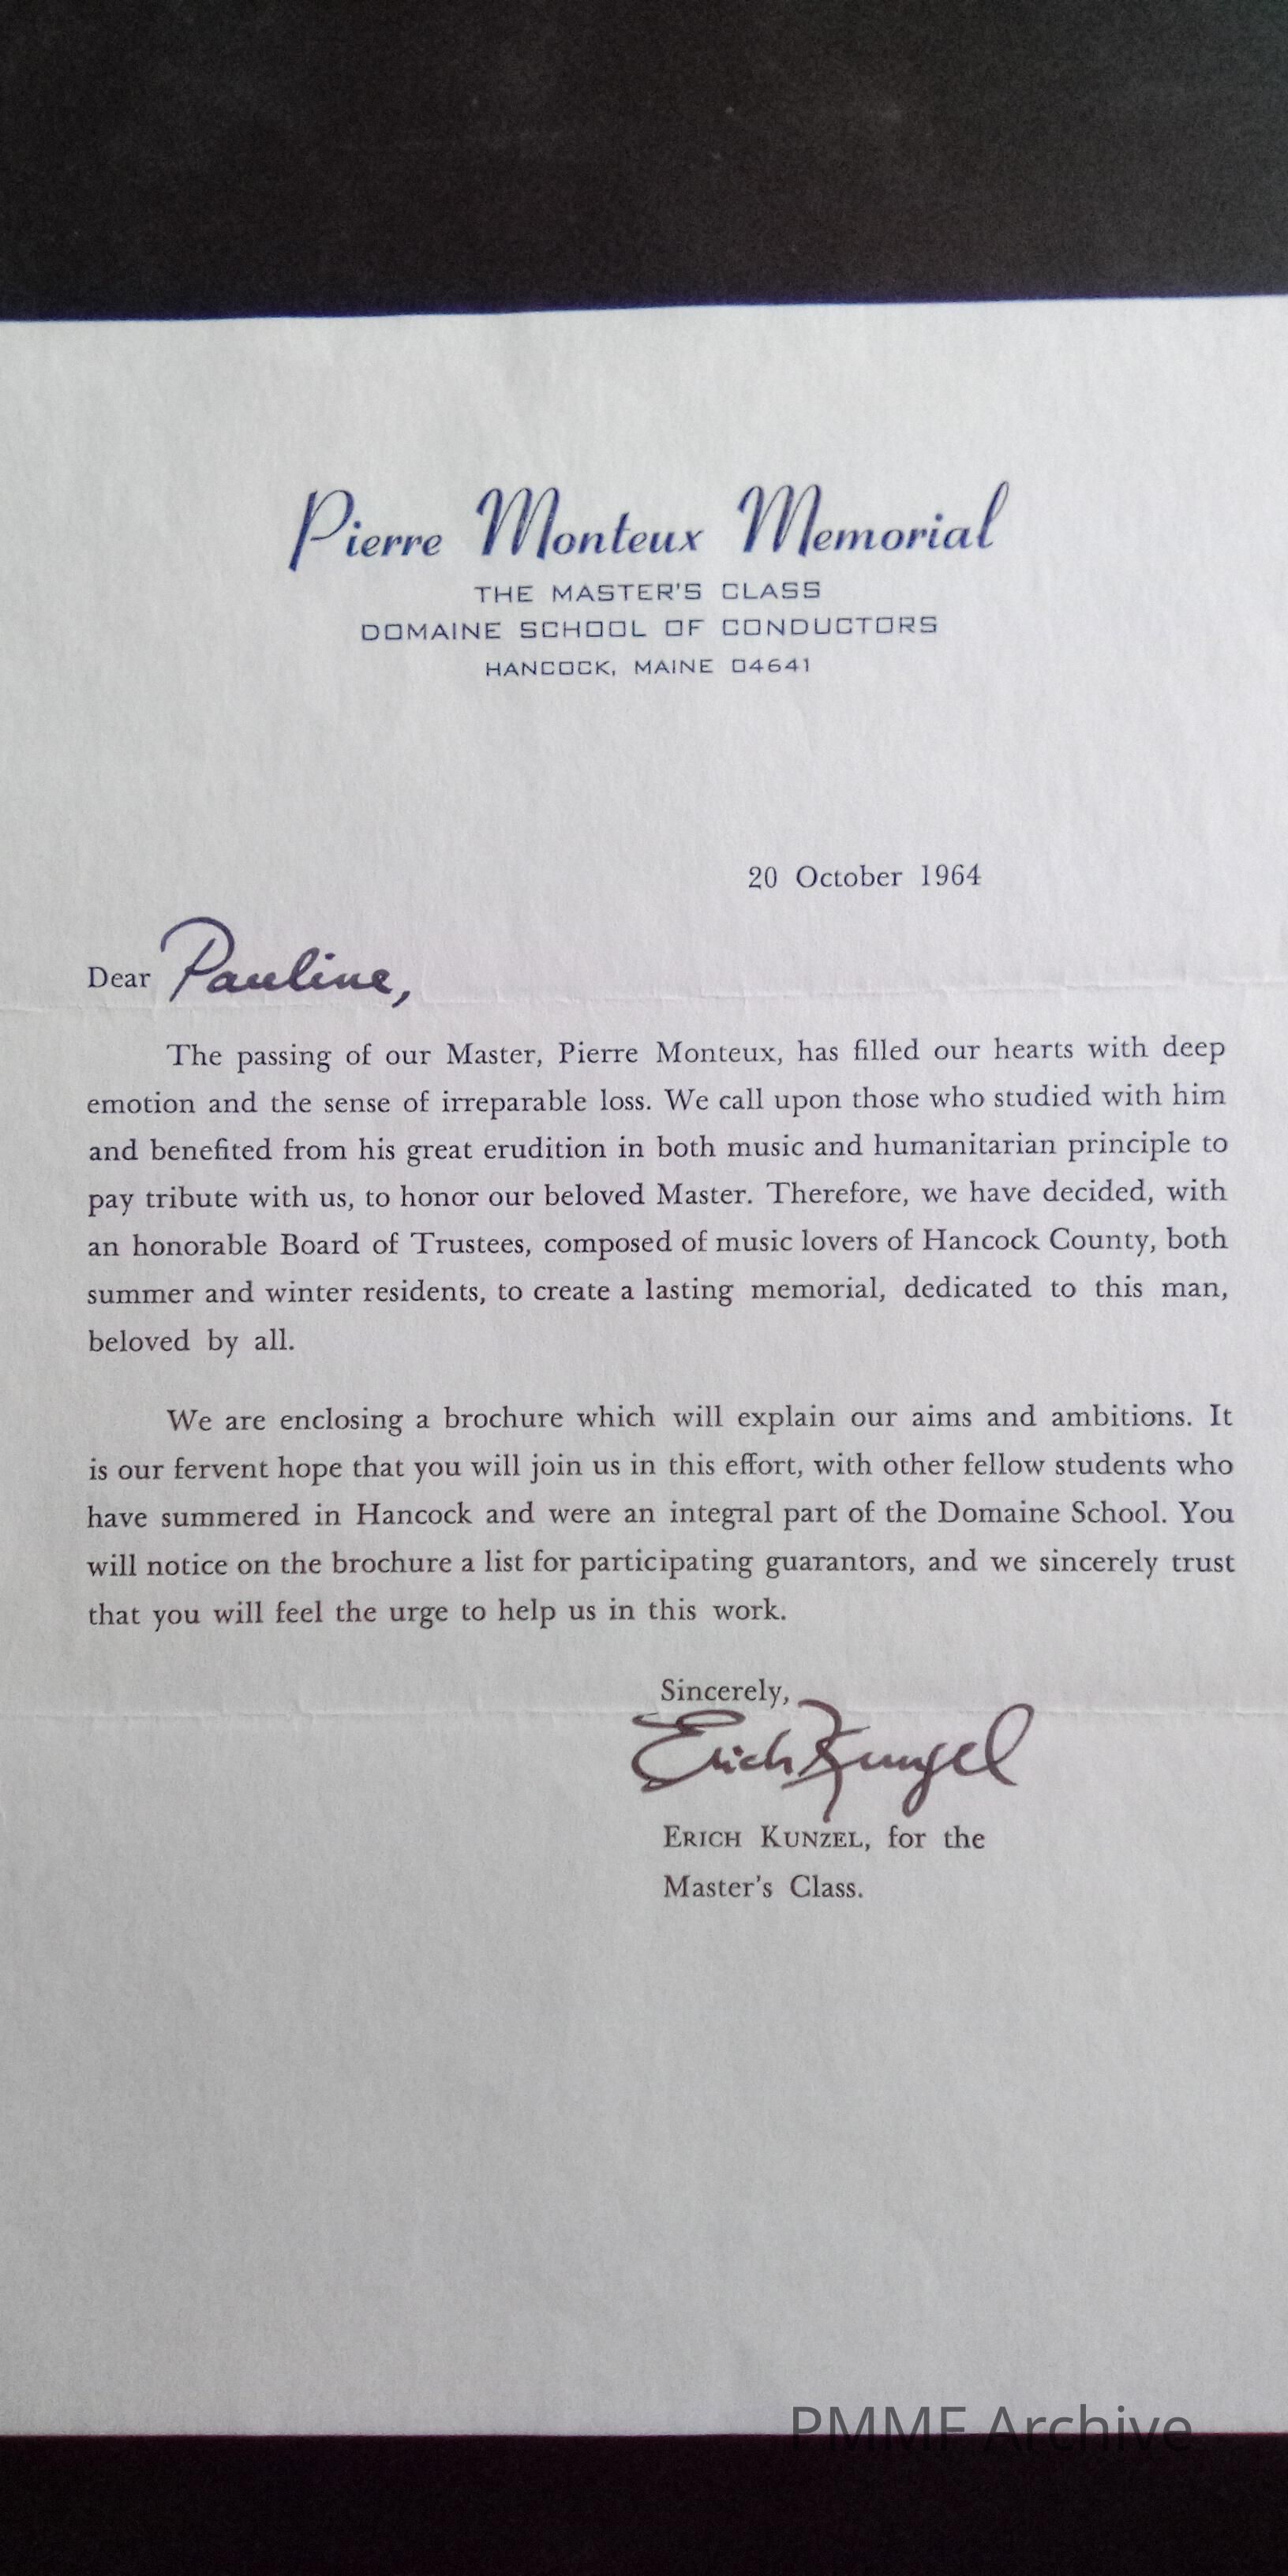 Pierre Monteux Memorial
THE MASTER'S CLASS
DOMAINE SCHOOL OF CONDUCTORS
HANCOCK, MAINE 04641
20 October 1964
Dear Pauline,
The passing of our Master, Pierre Monteux, has filled our hearts with deep
emotion and the sense of irreparable loss. We call upon those who studied with him
and benefited from his great erudition in both music and humanitarian principle to
pay tribute with us, to honor our beloved Master. Therefore, we have decided, with
an honorable Board of Trustees, composed of music lovers of Hancock County, both
summer and winter residents, to create a lasting memorial, dedicated to this man,
beloved by all.
We are enclosing a brochure which will explain our aims and ambitions. It
is our fervent hope that you will join us in this effort, with other fellow students who
have summered in Hancock and were an integral part of the Domaine School. You
will notice on the brochure a list for participating guarantors, and we sincerely trust
that you will feel the urge to help us in this work.
Sincerely,
Erich Kunzel
ERICH KUNZEL, for the
Master's Class.
PMMF Archive